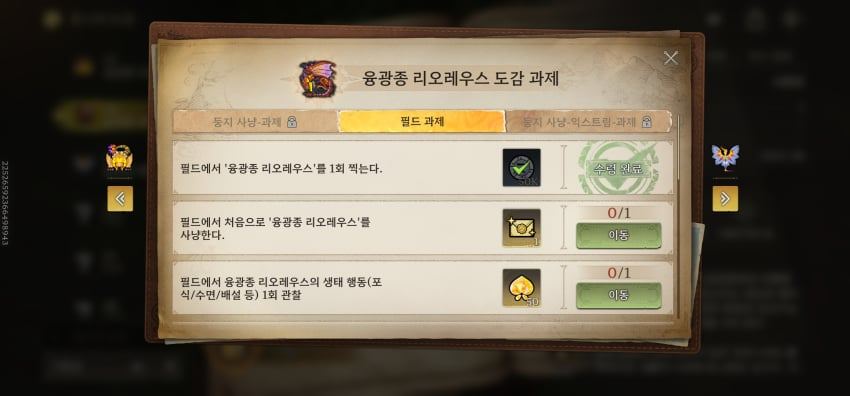 융광종 리오레우스 도감 과제
둥지 사냥-과제
필드 과제
둥지 사냥-익스트림-과제
필드에서 '융광종 리오레우스'를 1회 찍는다.
50K
수령 완료
필드에서 처음으로 '융광종 리오레우스'를
사냥한다.
1
0/1
이동
필드에서 융광종 리오레우스의 생태 행동(포
식/수면/배설 등) 1회 관찰
50
0/1
이동
22526592366498943